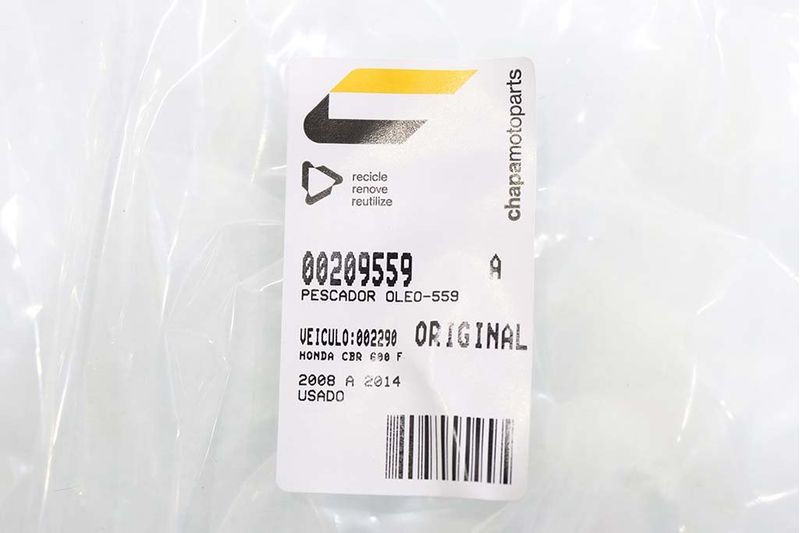 chapamotoparts
recicle
renove
reutilize
00209559 A
PESCADOR OLEO-559
VEICULO:002290 ORIGINAL
HONDA CBR 600 F
2008 A 2014
USADO